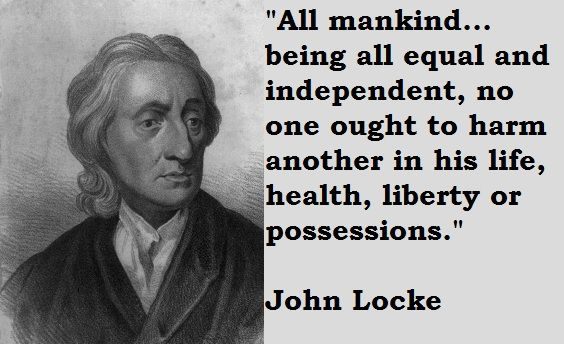 "All mankind...
being all equal and
independent, no
one ought to harm
another in his life,
health, liberty or
possessions."
John Locke